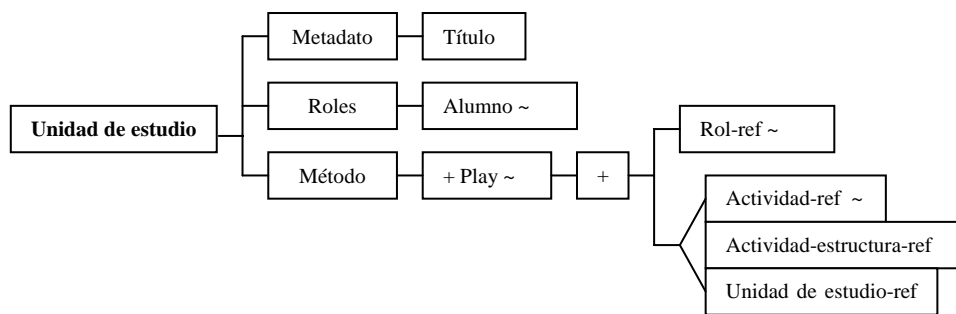 Metadato
Título
Roles
Alumno ~
Unidad de estudio
Rol-ref ~
Método
+ Play ~
+
Actividad-ref ~
Actividad-estructura-ref
Unidad de estudio-ref